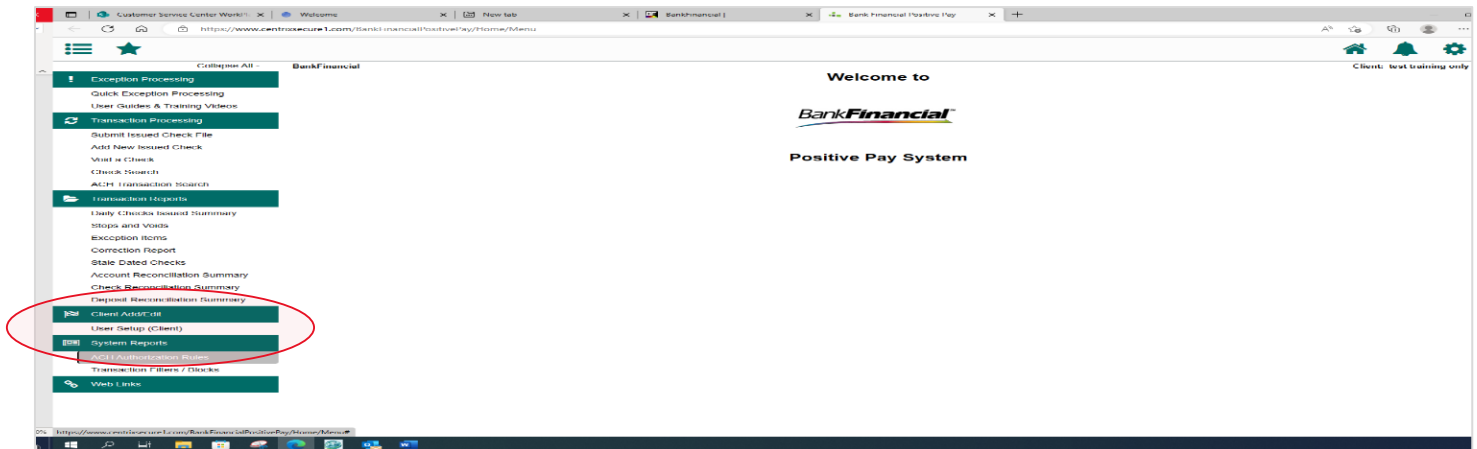 Customer Service Center Workfl
Welcome
New tab
BankFinancial |
Bank Financial Positive Pay
https://www.centrixsecure1.com/BankFinancialPositivePay/Home/Menu
Collapse All -
BankFinancial
Client: test training only
Exception Processing
Quick Exception Processing
User Guides & Training Videos
Transaction Processing
Submit Issued Check File
Add New Issued Check
Void a Check
Check Search
ACH Transaction Search
Transaction Reports
Daily Checks Issued Summary
Stops and Voids
Exception Items
Correction Report
Stale Dated Checks
Account Reconciliation Summary
Check Reconciliation Summary
Deposit Reconciliation Summary
Client Add/Edit
User Setup (Client)
System Reports
ACH Authorization Rules
Transaction Filters / Blocks
Web Links
Welcome to
BankFinancial
Positive Pay System
https://www.centrixsecure1.com/BankFinancialPositivePay/Home/Menu#